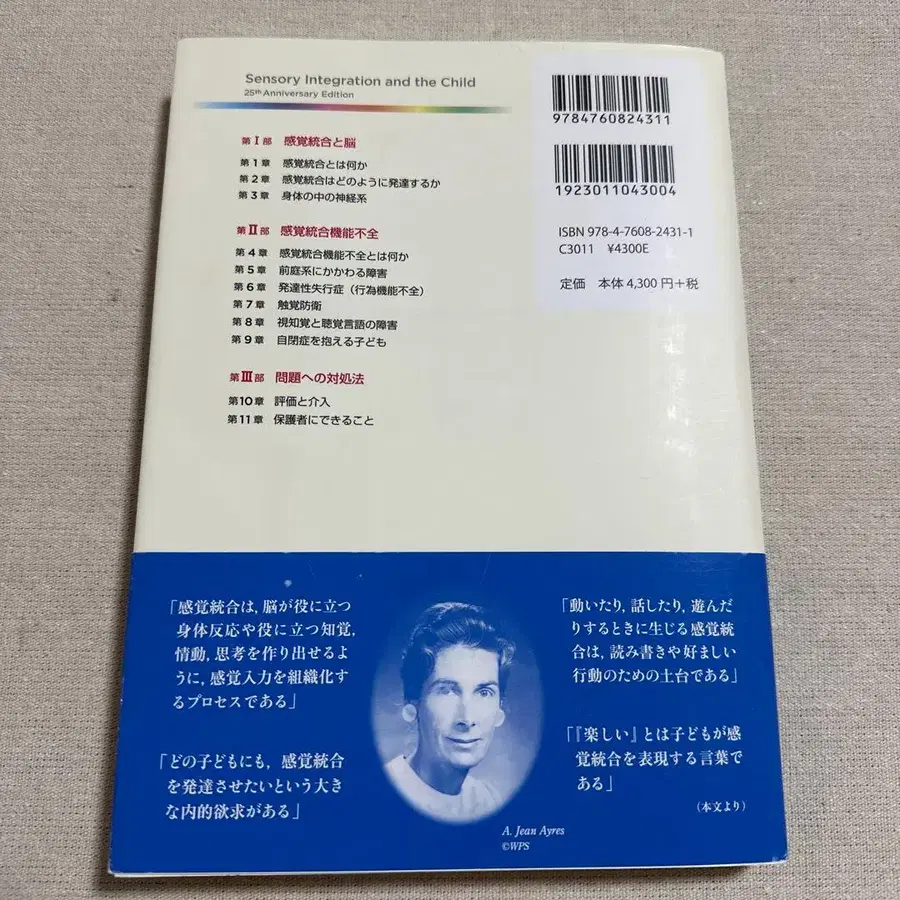 Sensory Integration and the Child
25th Anniversary Edition
第Ⅰ部 感覚統合と脳
第1章 感覚統合とは何か
第2章 感覚統合はどのように発達するか
第3章 身体の中の神経系
第Ⅱ部 感覚統合機能不全
第4章 感覚統合機能不全とは何か
第5章 前庭系にかかわる障害
第6章 発達性失行症（行為機能不全）
第7章 触覚防衛
第8章 視知覚と聴覚言語の障害
第9章 自閉症を抱える子ども
第Ⅲ部 問題への対処法
第10章 評価と介入
第11章 保護者にできること
9784760824311
1923011043004
ISBN 978-4-7608-2431-1
C3011 ¥4300E
定価 本体4,300円＋税
「感覚統合は，脳が役に立つ
身体反応や役に立つ知覚，
情動，思考を作り出せるよ
うに，感覚入力を組織化す
るプロセスである」
「どの子どもにも，感覚統合
を発達させたいという大き
な内的欲求がある」
「動いたり，話したり，遊んだ
りするときに生じる感覚統
合は，読み書きや好ましい
行動のための土台である」
「『楽しい』とは子どもが感
覚統合を表現する言葉で
ある」
（本文より）
A. Jean Ayres
©WPS